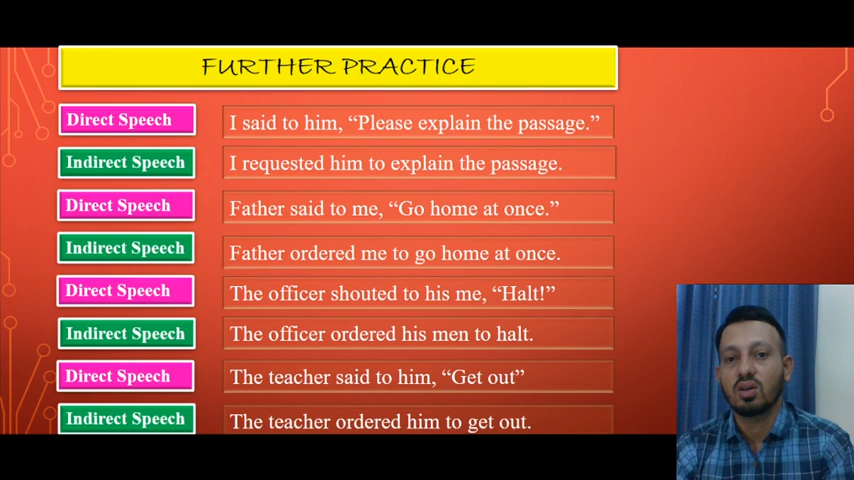 FURTHER PRACTICE
Direct Speech
I said to him, “Please explain the passage.”
Indirect Speech
I requested him to explain the passage.
Direct Speech
Father said to me, “Go home at once.”
Indirect Speech
Father ordered me to go home at once.
Direct Speech
The officer shouted to his me, “Halt!”
Indirect Speech
The officer ordered his men to halt.
Direct Speech
The teacher said to him, “Get out”
Indirect Speech
The teacher ordered him to get out.